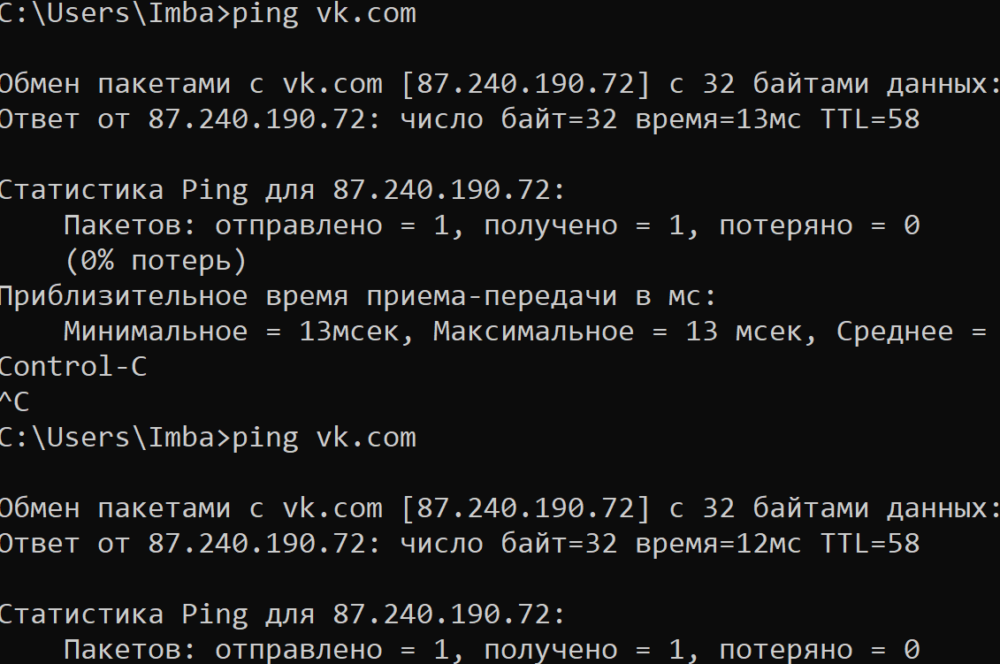 C:\Users\Imba>ping vk.com
Обмен пакетами с vk.com [87.240.190.72] с 32 байтами данных:
Ответ от 87.240.190.72: число байт=32 время=13мс TTL=58
Статистика Ping для 87.240.190.72:
Пакетов: отправлено = 1, получено = 1, потеряно = 0
(0% потерь)
Приблизительное время приема-передачи в мс:
Минимальное = 13мсек, Максимальное = 13 мсек, Среднее =
Control-C
^C
C:\Users\Imba>ping vk.com
Обмен пакетами с vk.com [87.240.190.72] с 32 байтами данных:
Ответ от 87.240.190.72: число байт=32 время=12мс TTL=58
Статистика Ping для 87.240.190.72:
Пакетов: отправлено = 1, получено = 1, потеряно = 0